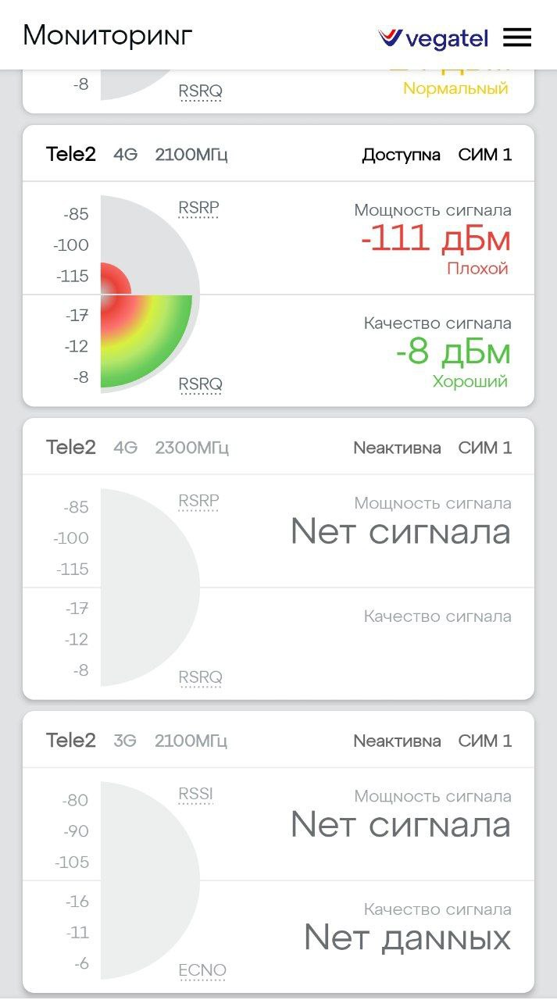 Мониторинг
vegatel
-8
RSRQ
Нормальный
Tele2 4G 2100МГц Доступна СИМ 1
RSRP
Мощность сигнала
-85
-111 дБм
-100
Плохой
-115
-17
Качество сигнала
-12
-8 дБм
-8
RSRQ
Хороший
Tele2 4G 2300МГц Неактивна СИМ 1
RSRP
Мощность сигнала
-85
Нет сигнала
-100
-115
-17
Качество сигнала
-12
-8
RSRQ
Tele2 3G 2100МГц Неактивна СИМ 1
RSSI
Мощность сигнала
-80
Нет сигнала
-90
-105
-16
Качество сигнала
-11
Нет данных
-6
ECNO